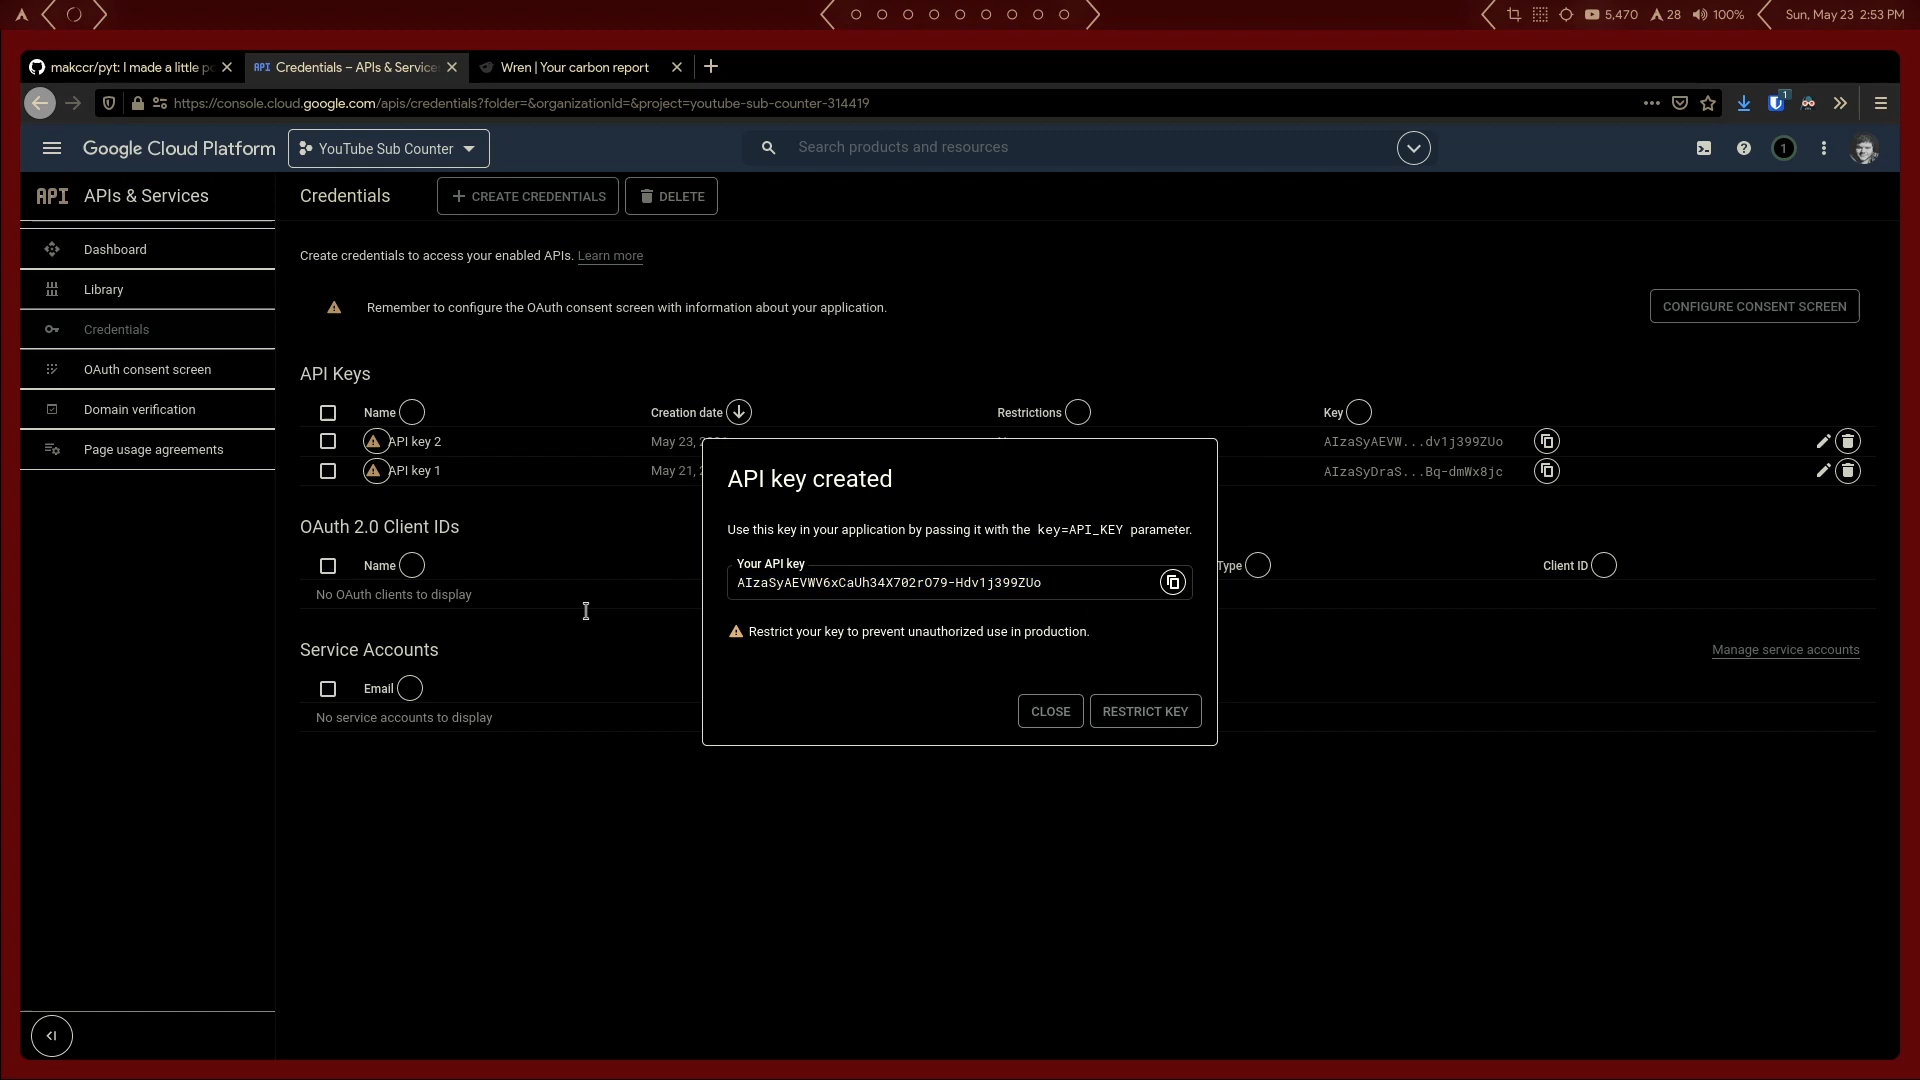 5,470 28 100% Sun, May 23 2:53 PM
makccr/pyt: I made a little po API Credentials – APIs & Service Wren | Your carbon report
https://console.cloud.google.com/apis/credentials?folder=&organizationId=&project=youtube-sub-counter-314419 1
Google Cloud Platform YouTube Sub Counter Search products and resources 1
API APIs & Services Credentials + CREATE CREDENTIALS DELETE
Dashboard
Library
Credentials
OAuth consent screen
Domain verification
Page usage agreements
Create credentials to access your enabled APIs. Learn more
Remember to configure the OAuth consent screen with information about your application. CONFIGURE CONSENT SCREEN
API Keys
Name Creation date Restrictions Key
API key 2 May 23, AIzaSyAEVW...dv1j399ZUo
API key 1 May 21, AIzaSyDraS...Bq-dmWx8jc
OAuth 2.0 Client IDs
Name Type Client ID
No OAuth clients to display
Service Accounts Manage service accounts
Email
No service accounts to display
API key created
Use this key in your application by passing it with the key=API_KEY parameter.
Your API key
AIzaSyAEVWV6xCaUh34X702rO79-Hdv1j399ZUo
Restrict your key to prevent unauthorized use in production.
CLOSE RESTRICT KEY